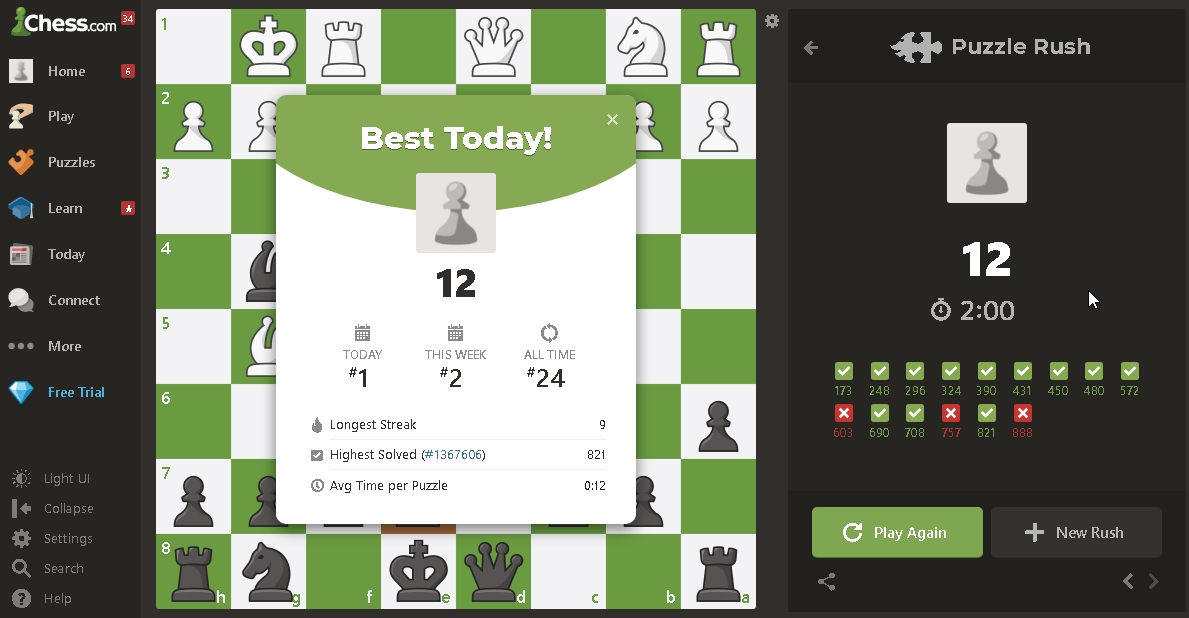 Chess.com 34
Home 6
Play
Puzzles
Learn
Today
Connect
More
Free Trial
Light UI
Collapse
Settings
Search
Help
1
2
3
4
5
6
7
8
h g f e d c b a
Best Today!
12
TODAY THIS WEEK ALL TIME
#1 #2 #24
Longest Streak 9
Highest Solved (#1367606) 821
Avg Time per Puzzle 0:12
Puzzle Rush
12
2:00
173 248 296 324 390 431 450 480 572
603 690 708 757 821 888
Play Again New Rush